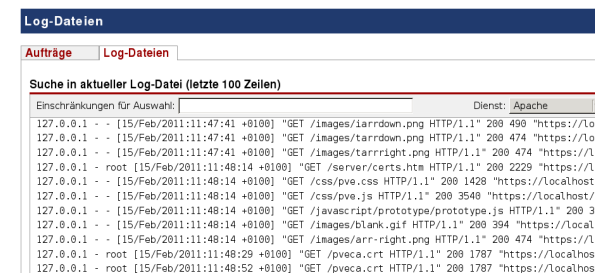 Log-Dateien
Aufträge Log-Dateien
Suche in aktueller Log-Datei (letzte 100 Zeilen)
Einschränkungen für Auswahl: Dienst: Apache
127.0.0.1 - - [15/Feb/2011:11:47:41 +0100] "GET /images/iarrdown.png HTTP/1.1" 200 490 "https://lo
127.0.0.1 - - [15/Feb/2011:11:47:41 +0100] "GET /images/tarrdown.png HTTP/1.1" 200 474 "https://lo
127.0.0.1 - - [15/Feb/2011:11:47:41 +0100] "GET /images/tarrright.png HTTP/1.1" 200 474 "https://l
127.0.0.1 - root [15/Feb/2011:11:48:14 +0100] "GET /server/certs.htm HTTP/1.1" 200 2229 "https://l
127.0.0.1 - - [15/Feb/2011:11:48:14 +0100] "GET /css/pve.css HTTP/1.1" 200 1428 "https://localhost
127.0.0.1 - - [15/Feb/2011:11:48:14 +0100] "GET /css/pve.js HTTP/1.1" 200 3540 "https://localhost/
127.0.0.1 - - [15/Feb/2011:11:48:14 +0100] "GET /javascript/prototype/prototype.js HTTP/1.1" 200 3
127.0.0.1 - - [15/Feb/2011:11:48:14 +0100] "GET /images/blank.gif HTTP/1.1" 200 394 "https://local
127.0.0.1 - - [15/Feb/2011:11:48:14 +0100] "GET /images/arr-right.png HTTP/1.1" 200 474 "https://l
127.0.0.1 - root [15/Feb/2011:11:48:29 +0100] "GET /pveca.crt HTTP/1.1" 200 1787 "https://localhos
127.0.0.1 - root [15/Feb/2011:11:48:52 +0100] "GET /pveca.crt HTTP/1.1" 200 1787 "https://localhos